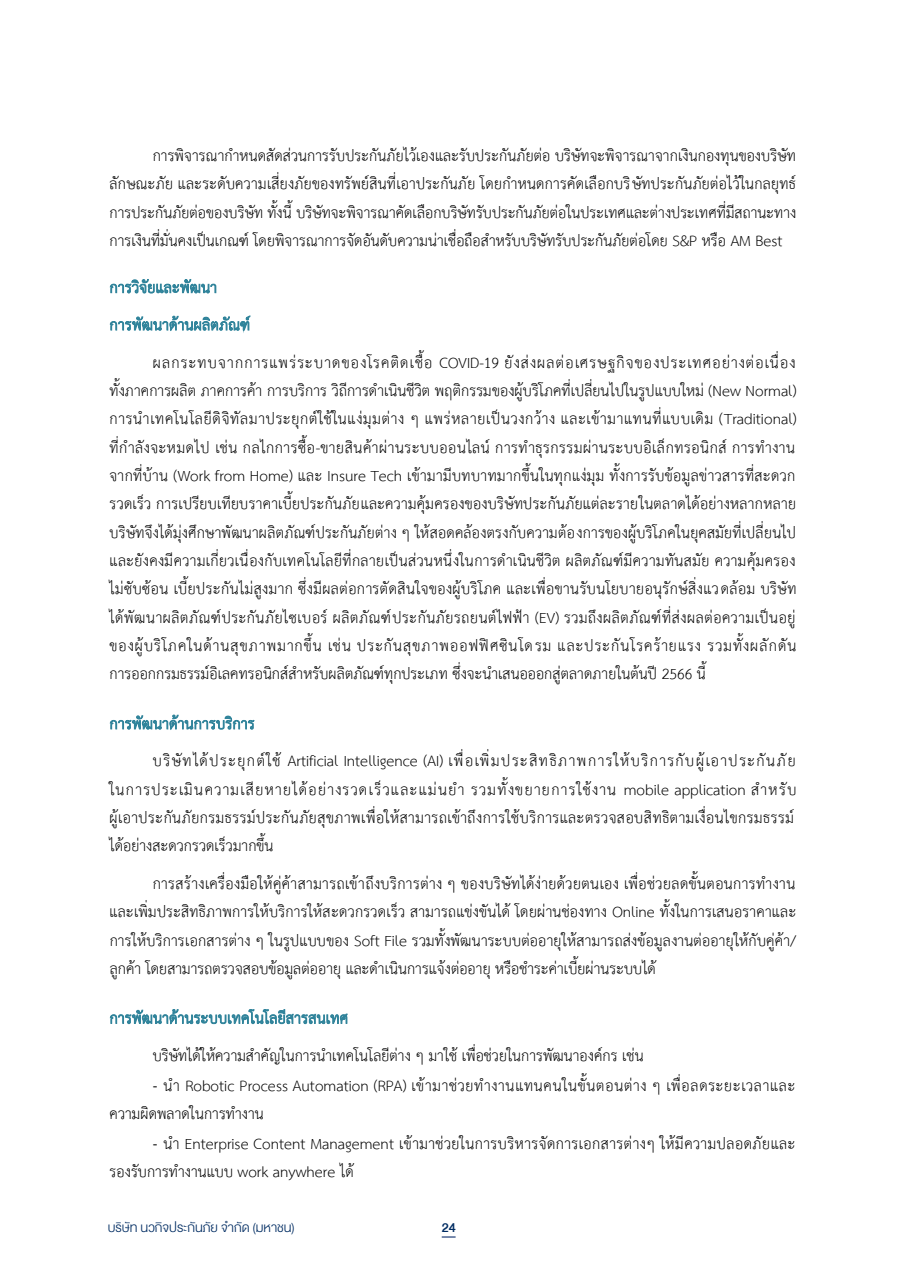 การพิจารณากำหนดสัดส่วนการรับประกันภัยไว้เองและรับประกันภัยต่อ บริษัทจะพิจารณาจากเงินกองทุนของบริษัท
ลักษณะภัย และระดับความเสี่ยงภัยของทรัพย์สินที่เอาประกันภัย โดยกำหนดการคัดเลือกบริษัทประกันภัยต่อไว้ในกลยุทธ์
การประกันภัยต่อของบริษัท ทั้งนี้ บริษัทจะพิจารณาคัดเลือกบริษัทรับประกันภัยต่อในประเทศและต่างประเทศที่มีสถานะทาง
การเงินที่มั่นคงเป็นเกณฑ์ โดยพิจารณาการจัดอันดับความน่าเชื่อถือสำหรับบริษัทรับประกันภัยต่อโดย S&P หรือ AM Best
การวิจัยและพัฒนา
การพัฒนาด้านผลิตภัณฑ์
ผลกระทบจากการแพร่ระบาดของโรคติดเชื้อ COVID-19 ยังส่งผลต่อเศรษฐกิจของประเทศอย่างต่อเนื่อง
ทั้งภาคการผลิต ภาคการค้า การบริการ วิถีการดำเนินชีวิต พฤติกรรมของผู้บริโภคที่เปลี่ยนไปในรูปแบบใหม่ (New Normal)
การนำเทคโนโลยีดิจิทัลมาประยุกต์ใช้ในแง่มุมต่าง ๆ แพร่หลายเป็นวงกว้าง และเข้ามาแทนที่แบบเดิม (Traditional)
ที่กำลังจะหมดไป เช่น กลไกการซื้อ-ขายสินค้าผ่านระบบออนไลน์ การทำธุรกรรมผ่านระบบอิเล็กทรอนิกส์ การทำงาน
จากที่บ้าน (Work from Home) และ Insure Tech เข้ามามีบทบาทมากขึ้นในทุกแง่มุม ทั้งการรับข้อมูลข่าวสารที่สะดวก
รวดเร็ว การเปรียบเทียบราคาเบี้ยประกันภัยและความคุ้มครองของบริษัทประกันภัยแต่ละรายในตลาดได้อย่างหลากหลาย
บริษัทจึงได้มุ่งศึกษาพัฒนาผลิตภัณฑ์ประกันภัยต่าง ๆ ให้สอดคล้องตรงกับความต้องการของผู้บริโภคในยุคสมัยที่เปลี่ยนไป
และยังคงมีความเกี่ยวเนื่องกับเทคโนโลยีที่กลายเป็นส่วนหนึ่งในการดำเนินชีวิต ผลิตภัณฑ์มีความทันสมัย ความคุ้มครอง
ไม่ซับซ้อน เบี้ยประกันไม่สูงมาก ซึ่งมีผลต่อการตัดสินใจของผู้บริโภค และเพื่อขานรับนโยบายอนุรักษ์สิ่งแวดล้อม บริษัท
ได้พัฒนาผลิตภัณฑ์ประกันภัยไซเบอร์ ผลิตภัณฑ์ประกันภัยรถยนต์ไฟฟ้า (EV) รวมถึงผลิตภัณฑ์ที่ส่งผลต่อความเป็นอยู่
ของผู้บริโภคในด้านสุขภาพมากขึ้น เช่น ประกันสุขภาพออฟฟิศซินโดรม และประกันโรคร้ายแรง รวมทั้งผลักดัน
การออกกรมธรรม์อิเลคทรอนิกส์สำหรับผลิตภัณฑ์ทุกประเภท ซึ่งจะนำเสนอออกสู่ตลาดภายในต้นปี 2566 นี้
การพัฒนาด้านการบริการ
บริษัทได้ประยุกต์ใช้ Artificial Intelligence (AI) เพื่อเพิ่มประสิทธิภาพการให้บริการกับผู้เอาประกันภัย
ในการประเมินความเสียหายได้อย่างรวดเร็วและแม่นยำ รวมทั้งขยายการใช้งาน mobile application สำหรับ
ผู้เอาประกันภัยกรมธรรม์ประกันภัยสุขภาพเพื่อให้สามารถเข้าถึงการใช้บริการและตรวจสอบสิทธิตามเงื่อนไขกรมธรรม์
ได้อย่างสะดวกรวดเร็วมากขึ้น
การสร้างเครื่องมือให้คู่ค้าสามารถเข้าถึงบริการต่าง ๆ ของบริษัทได้ง่ายด้วยตนเอง เพื่อช่วยลดขั้นตอนการทำงาน
และเพิ่มประสิทธิภาพการให้บริการให้สะดวกรวดเร็ว สามารถแข่งขันได้ โดยผ่านช่องทาง Online ทั้งในการเสนอราคาและ
การให้บริการเอกสารต่าง ๆ ในรูปแบบของ Soft File รวมทั้งพัฒนาระบบต่ออายุให้สามารถส่งข้อมูลงานต่ออายุให้กับคู่ค้า/
ลูกค้า โดยสามารถตรวจสอบข้อมูลต่ออายุ และดำเนินการแจ้งต่ออายุ หรือชำระค่าเบี้ยผ่านระบบได้
การพัฒนาด้านระบบเทคโนโลยีสารสนเทศ
บริษัทได้ให้ความสำคัญในการนำเทคโนโลยีต่าง ๆ มาใช้ เพื่อช่วยในการพัฒนาองค์กร เช่น
- นำ Robotic Process Automation (RPA) เข้ามาช่วยทำงานแทนคนในขั้นตอนต่าง ๆ เพื่อลดระยะเวลาและ
ความผิดพลาดในการทำงาน
- นำ Enterprise Content Management เข้ามาช่วยในการบริหารจัดการเอกสารต่างๆ ให้มีความปลอดภัยและ
รองรับการทำงานแบบ work anywhere ได้
บริษัท นวกิจประกันภัย จำกัด (มหาชน)
24